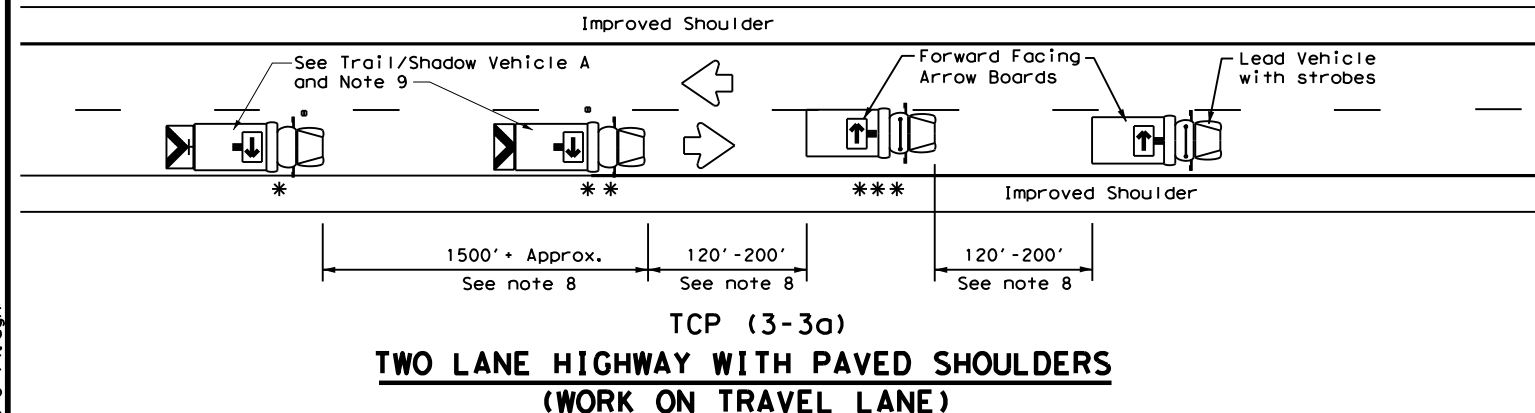 Improved Shoulder
See Trail/Shadow Vehicle A
and Note 9
Forward Facing
Arrow Boards
Lead Vehicle
with strobes
*
* *
***
Improved Shoulder
1500'+ Approx.
See note 8
120'-200'
See note 8
120'-200'
See note 8
TCP (3-3a)
TWO LANE HIGHWAY WITH PAVED SHOULDERS
(WORK ON TRAVEL LANE)